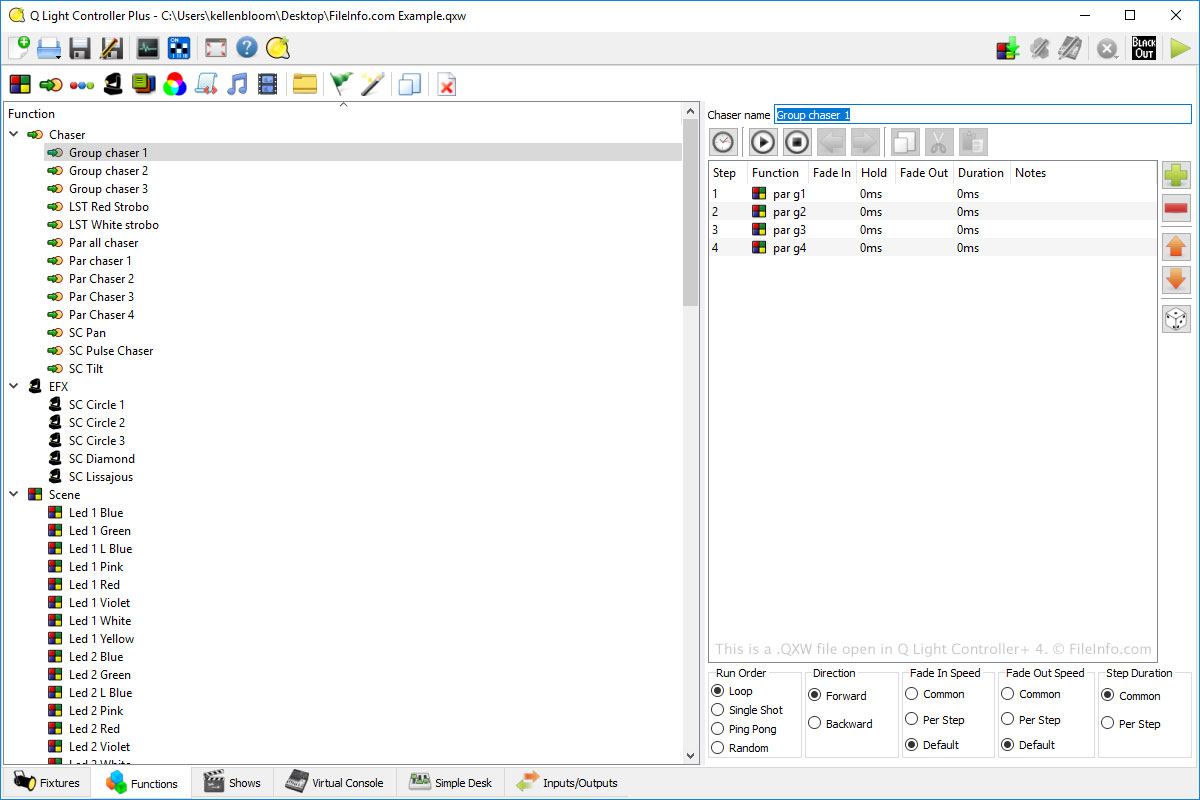 Q Light Controller Plus - C:\Users\kellenbloom\Desktop\FileInfo.com Example.qxw
ON
BLACK OUT
Function
Chaser
Group chaser 1
Group chaser 2
Group chaser 3
LST Red Strobo
LST White strobo
Par all chaser
Par chaser 1
Par Chaser 2
Par Chaser 3
Par Chaser 4
SC Pan
SC Pulse Chaser
SC Tilt
EFX
SC Circle 1
SC Circle 2
SC Circle 3
SC Diamond
SC Lissajous
Scene
Led 1 Blue
Led 1 Green
Led 1 L Blue
Led 1 Pink
Led 1 Red
Led 1 Violet
Led 1 White
Led 1 Yellow
Led 2 Blue
Led 2 Green
Led 2 L Blue
Led 2 Pink
Led 2 Red
Led 2 Violet
Led 2 White
Chaser name Group chaser 1
Step Function Fade In Hold Fade Out Duration Notes
1 par g1 0ms 0ms
2 par g2 0ms 0ms
3 par g3 0ms 0ms
4 par g4 0ms 0ms
This is a .QXW file open in Q Light Controller+ 4. © FileInfo.com
Run Order
Loop
Single Shot
Ping Pong
Random
Direction
Forward
Backward
Fade In Speed
Common
Per Step
Default
Fade Out Speed
Common
Per Step
Default
Step Duration
Common
Per Step
Fixtures
Functions
Shows
Virtual Console
Simple Desk
Inputs/Outputs